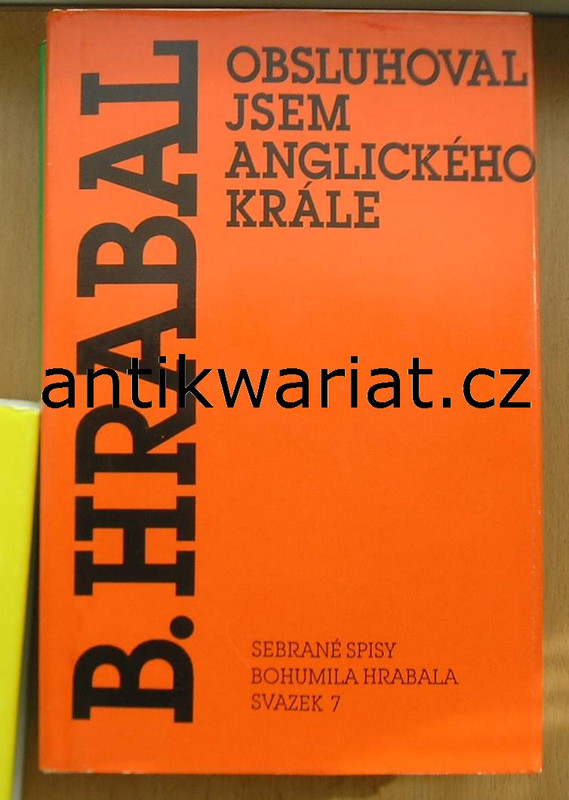 B. HRABAL
OBSLUHOVAL
JSEM
ANGLICKÉHO
KRÁLE
antikwariat.cz
SEBRANÉ SPISY
BOHUMILA HRABALA
SVAZEK 7